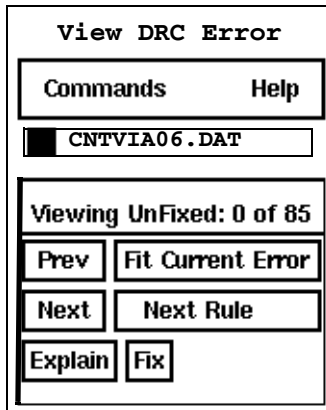 View DRC Error
Commands Help
CNTVIA06.DAT
Viewing UnFixed: 0 of 85
Prev Fit Current Error
Next Next Rule
Explain Fix